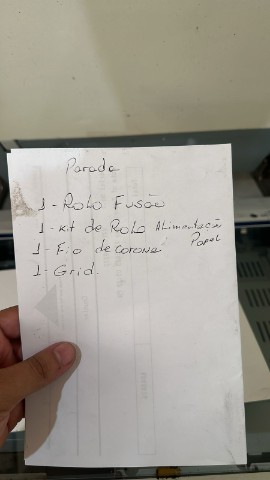 Parada
1 - Rolo Fusão
1 - Kit de Rolo Alimentação
Papel
1 - Fio de corona
1 - Grid.